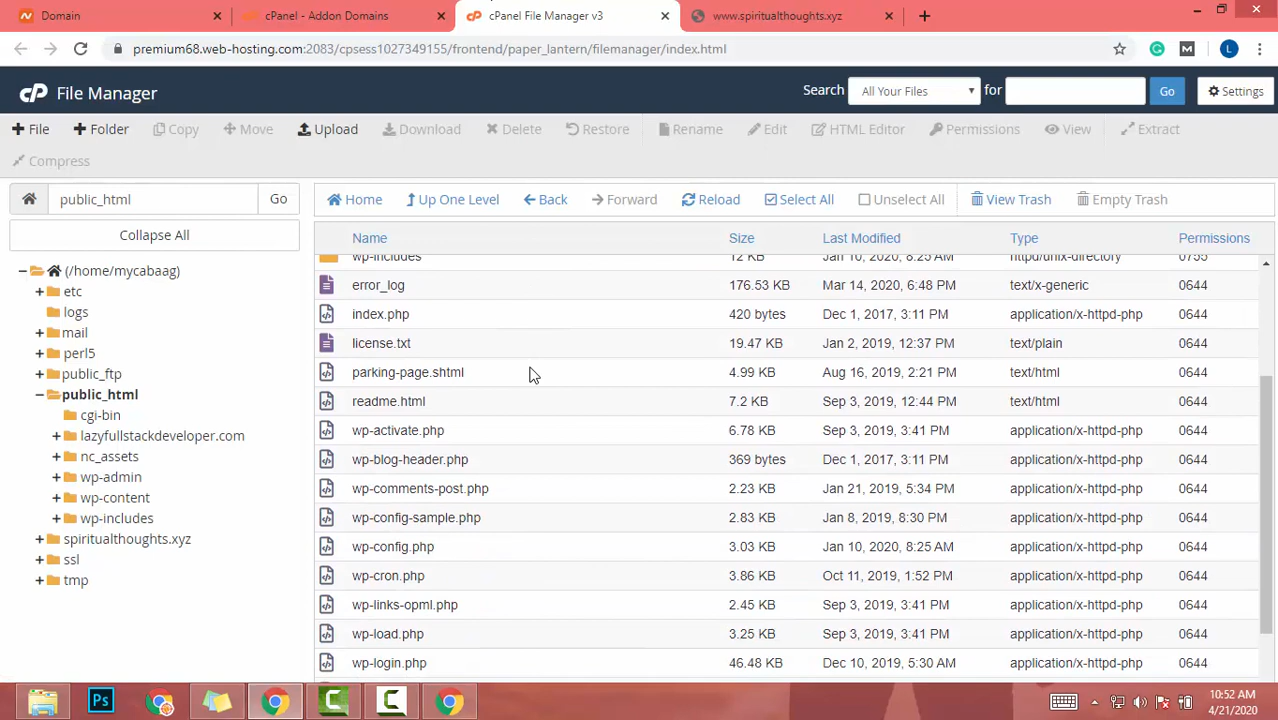 Domain
cPanel - Addon Domains
cPanel File Manager v3
www.spiritualthoughts.xyz
premium68.web-hosting.com:2083/cpsess1027349155/frontend/paper_lantern/filemanager/index.html
cP File Manager
Search All Your Files for Go Settings
File Folder Copy Move Upload Download Delete Restore Rename Edit HTML Editor Permissions View Extract
Compress
public_html Go
Home Up One Level Back Forward Reload Select All Unselect All View Trash Empty Trash
Collapse All
(/home/mycabaag)
etc
logs
mail
perl5
public_ftp
public_html
cgi-bin
lazyfullstackdeveloper.com
nc_assets
wp-admin
wp-content
wp-includes
spiritualthoughts.xyz
ssl
tmp
Name Size Last Modified Type Permissions
wp-includes 12 KB Jan 10, 2020, 8:25 AM httpd/unix-directory 0755
error_log 176.53 KB Mar 14, 2020, 6:48 PM text/x-generic 0644
index.php 420 bytes Dec 1, 2017, 3:11 PM application/x-httpd-php 0644
license.txt 19.47 KB Jan 2, 2019, 12:37 PM text/plain 0644
parking-page.shtml 4.99 KB Aug 16, 2019, 2:21 PM text/html 0644
readme.html 7.2 KB Sep 3, 2019, 12:44 PM text/html 0644
wp-activate.php 6.78 KB Sep 3, 2019, 3:41 PM application/x-httpd-php 0644
wp-blog-header.php 369 bytes Dec 1, 2017, 3:11 PM application/x-httpd-php 0644
wp-comments-post.php 2.23 KB Jan 21, 2019, 5:34 PM application/x-httpd-php 0644
wp-config-sample.php 2.83 KB Jan 8, 2019, 8:30 PM application/x-httpd-php 0644
wp-config.php 3.03 KB Jan 10, 2020, 8:25 AM application/x-httpd-php 0644
wp-cron.php 3.86 KB Oct 11, 2019, 1:52 PM application/x-httpd-php 0644
wp-links-opml.php 2.45 KB Sep 3, 2019, 3:41 PM application/x-httpd-php 0644
wp-load.php 3.25 KB Sep 3, 2019, 3:41 PM application/x-httpd-php 0644
wp-login.php 46.48 KB Dec 10, 2019, 5:30 AM application/x-httpd-php 0644
Ps
10:52 AM
4/21/2020